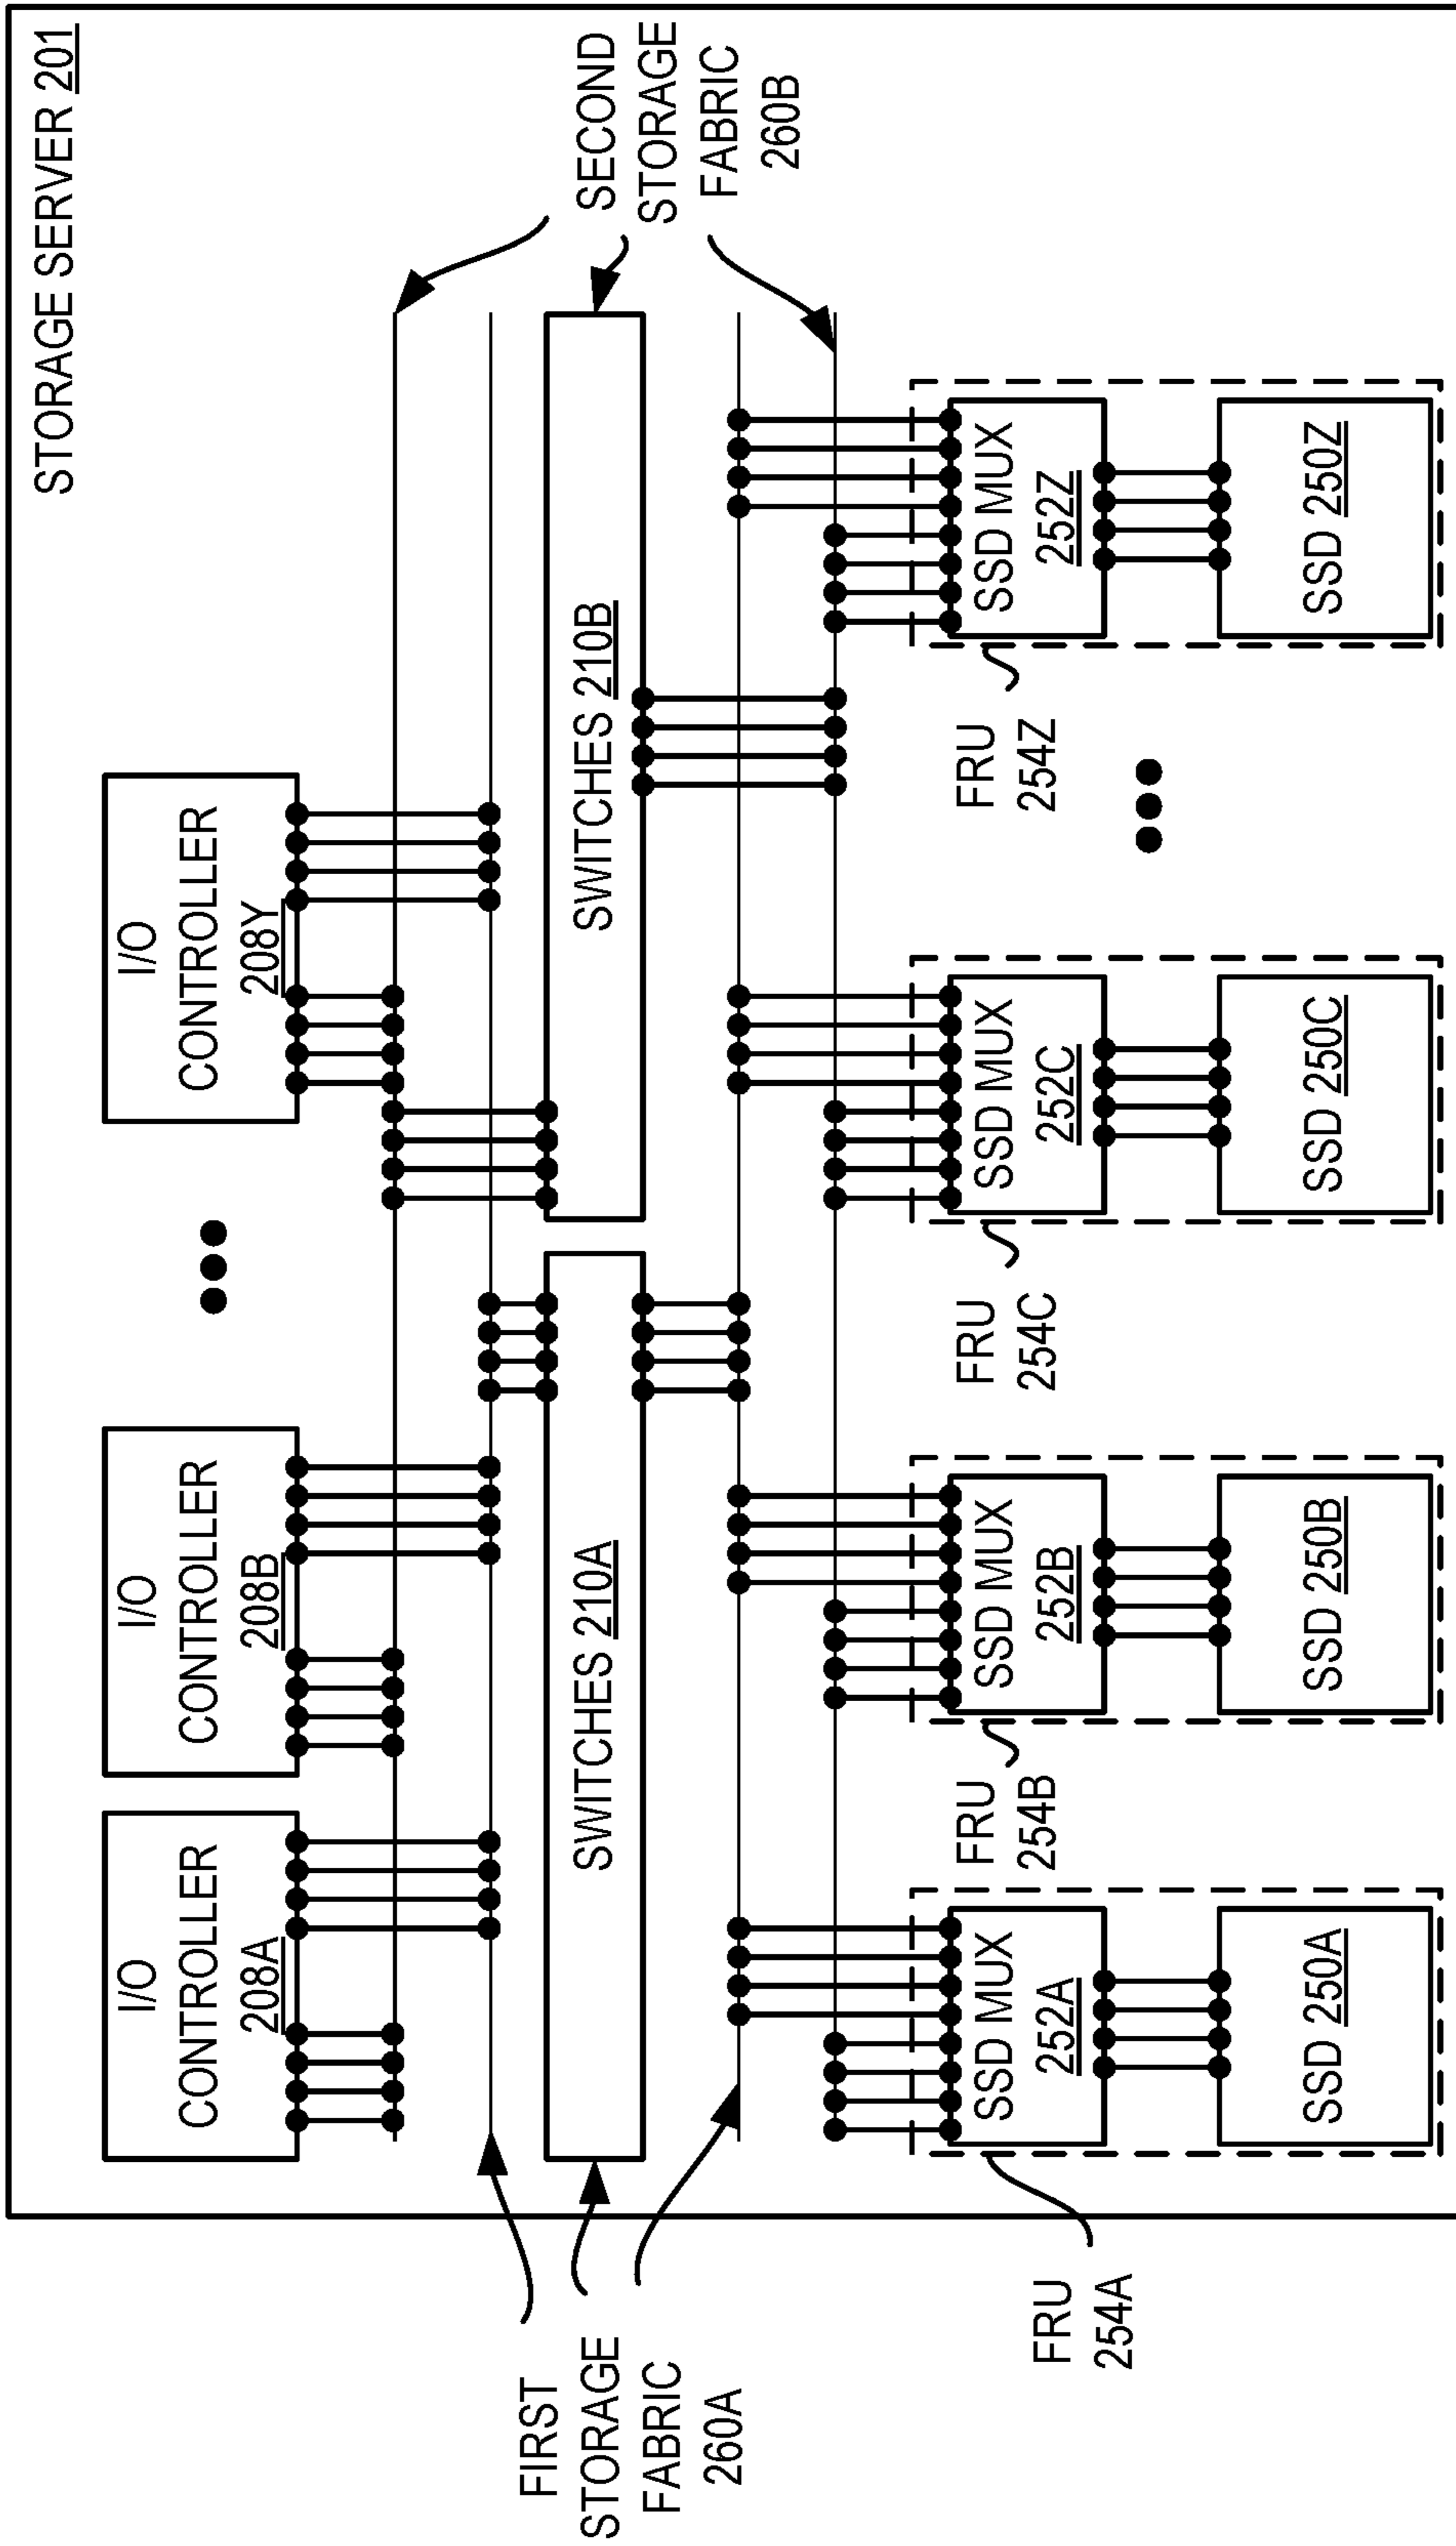 STORAGE SERVER 201
I/O
CONTROLLER
208A
I/O
CONTROLLER
208B
I/O
CONTROLLER
208Y
FIRST
STORAGE
FABRIC
260A
SWITCHES 210A
SWITCHES 210B
SECOND
STORAGE
FABRIC
260B
FRU
254A
SSD MUX
252A
SSD 250A
FRU
254B
SSD MUX
252B
SSD 250B
FRU
254C
SSD MUX
252C
SSD 250C
FRU
254Z
SSD MUX
252Z
SSD 250Z